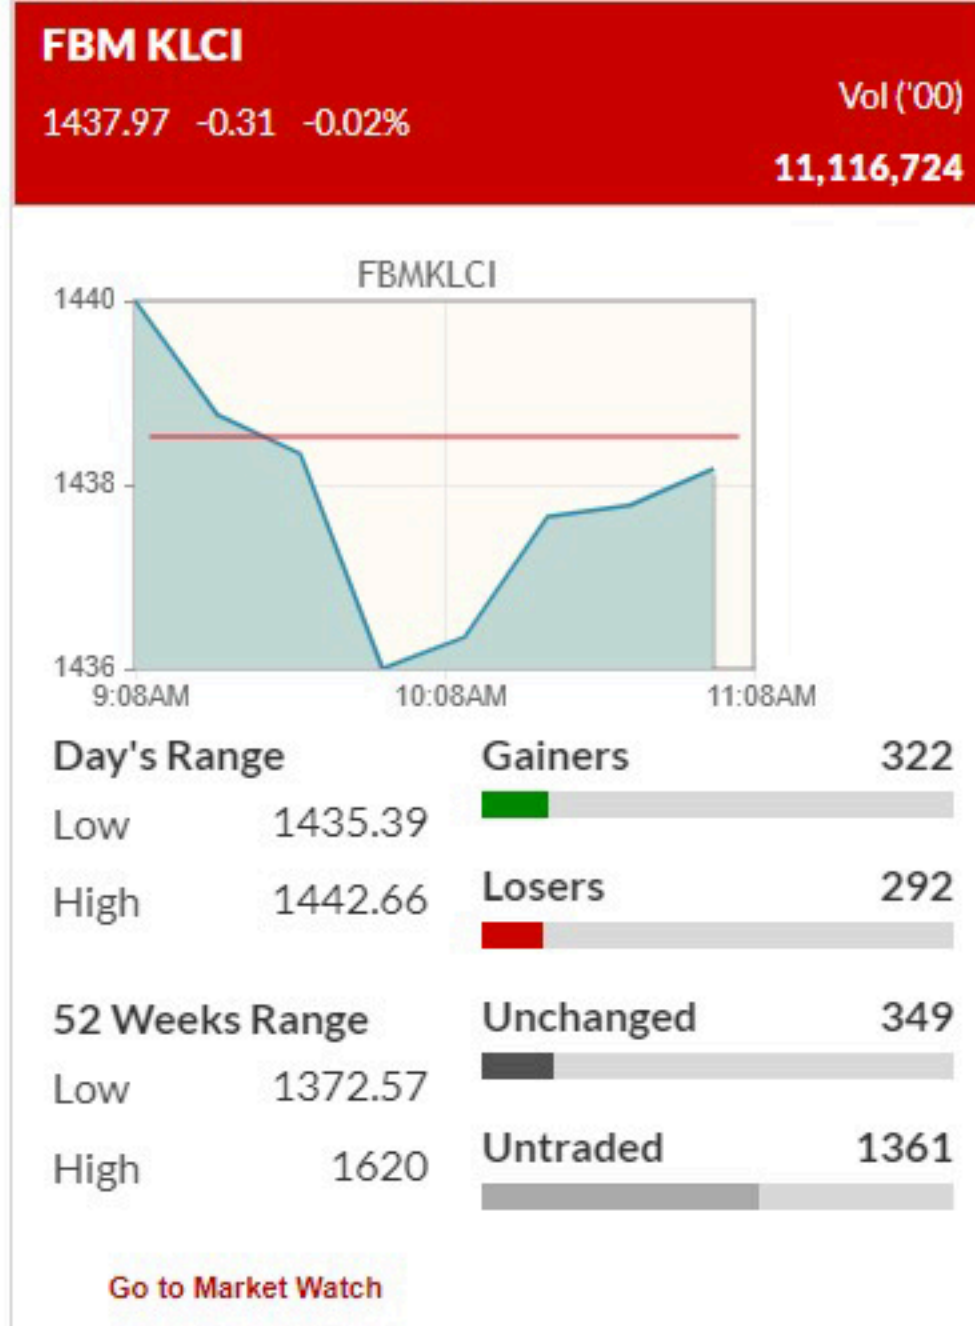 FBM KLCI
1437.97 -0.31 -0.02%
Vol ('00)
11,116,724
FBMKLCI
1440
1438
1436
9:08AM 10:08AM 11:08AM
Day's Range
Low 1435.39
High 1442.66
52 Weeks Range
Low 1372.57
High 1620
Gainers 322
Losers 292
Unchanged 349
Untraded 1361
Go to Market Watch